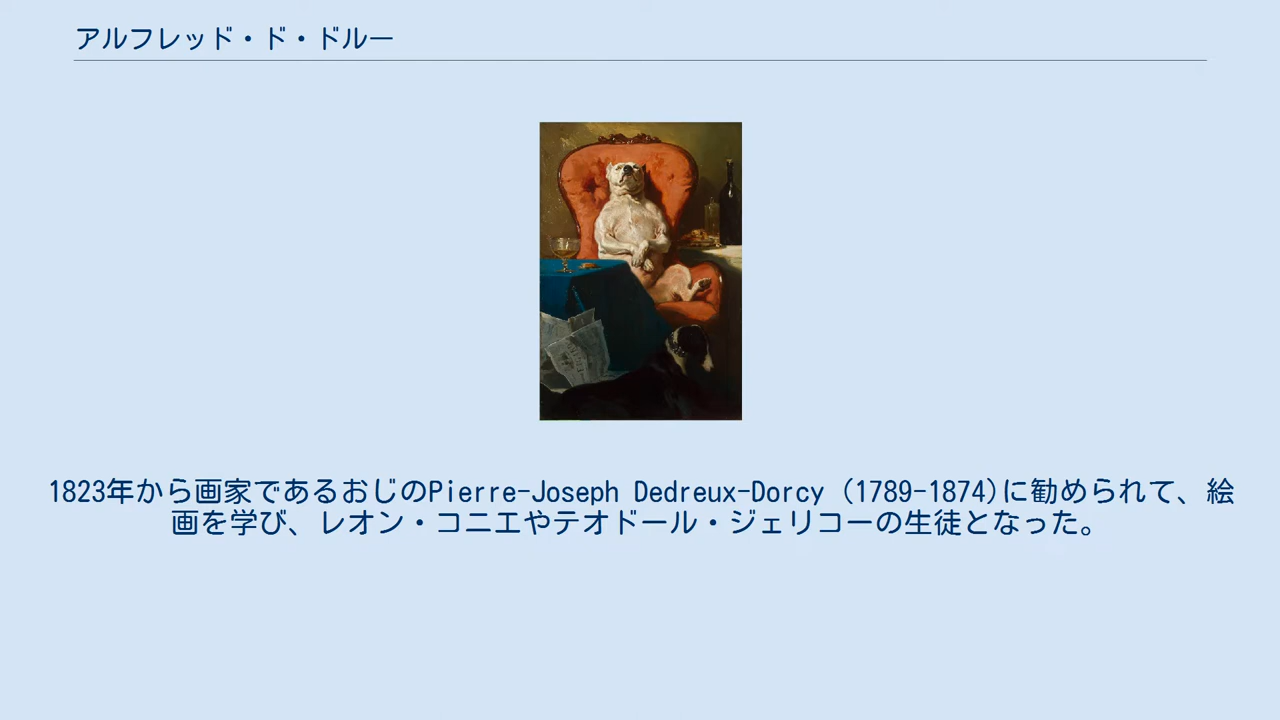 アルフレッド・ド・ドルー
1823年から画家であるおじのPierre-Joseph Dedreux-Dorcy (1789-1874)に勧められて、絵
画を学び、レオン・コニエやテオドール・ジェリコーの生徒となった。